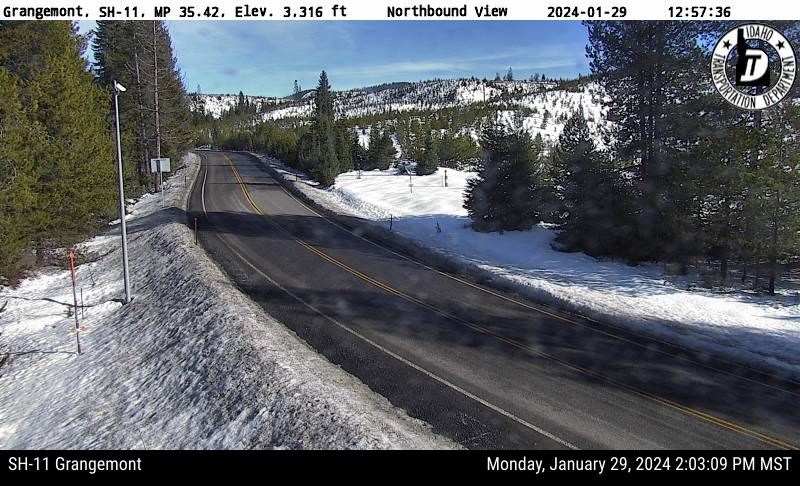 Grangemont, SH-11, MP 35.42, Elev. 3,316 ft Northbound View 2024-01-29 12:57:36
IDAHO
TRANSPORTATION DEPARTMENT
SH-11 Grangemont Monday, January 29, 2024 2:03:09 PM MST